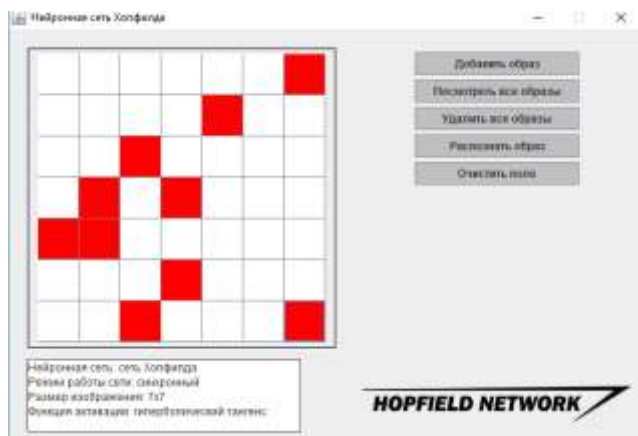 Нейронная сеть Хопфилда
Добавить образ
Посмотреть все образы
Удалить все образы
Распознать образ
Очистить поле
Нейронная сеть: сеть Хопфилда
Режим работы сети: синхронный
Размер изображения: 7x7
Функция активации: гиперболический тангенс
HOPFIELD NETWORK